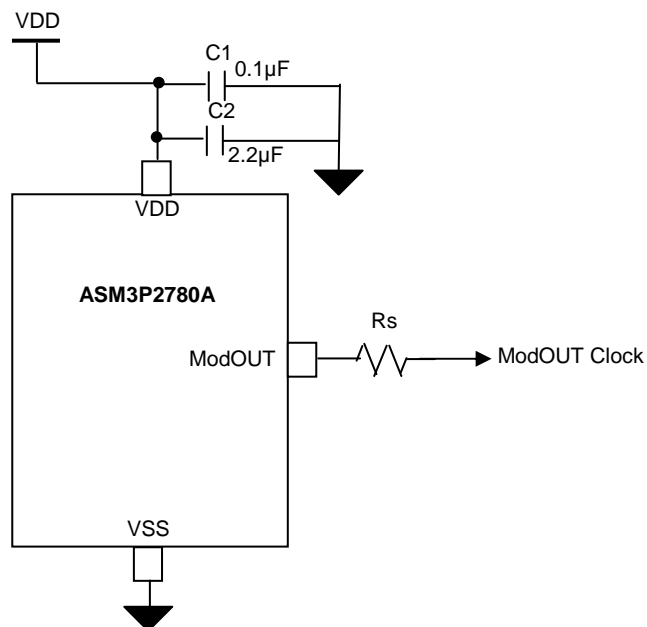 VDD
C1
0.1µF
C2
2.2µF
VDD
ASM3P2780A
Rs
ModOUT
ModOUT Clock
VSS